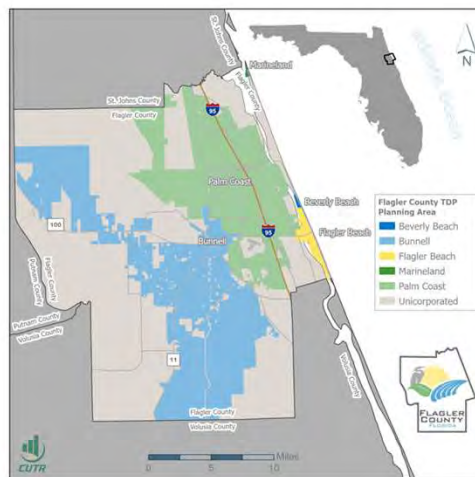 St. Johns County
Flagler County
Marineland
N
St. Johns County
Flagler County
95
Palm Coast
Beverly Beach
95
Flagler Beach
Bunnell
100
Flagler County
Putnam County
Putnam County
Volusia County
11
Volusia County
Flagler County
Volusia County
Flagler County TDP
Planning Area
Beverly Beach
Bunnell
Flagler Beach
Marineland
Palm Coast
Unicorporated
FLAGLER
COUNTY
FLORIDA
CUTR
Miles
0
5
10